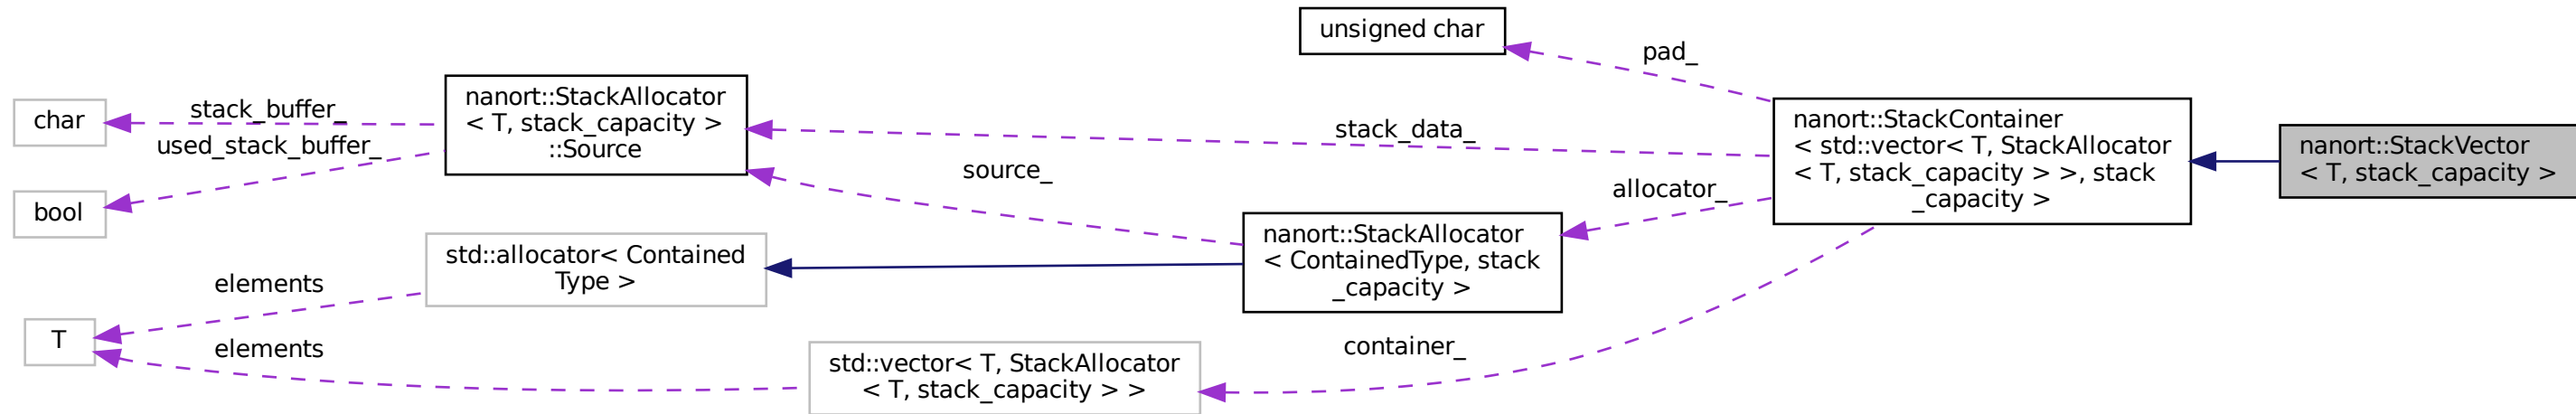 unsigned char
pad_
nanort::StackAllocator
< T, stack_capacity >
::Source
stack_buffer_
char
used_stack_buffer_
bool
stack_data_
source_
nanort::StackContainer
< std::vector< T, StackAllocator
< T, stack_capacity > >, stack
_capacity >
nanort::StackVector
< T, stack_capacity >
allocator_
nanort::StackAllocator
< ContainedType, stack
_capacity >
std::allocator< Contained
Type >
elements
T
elements
container_
std::vector< T, StackAllocator
< T, stack_capacity > >